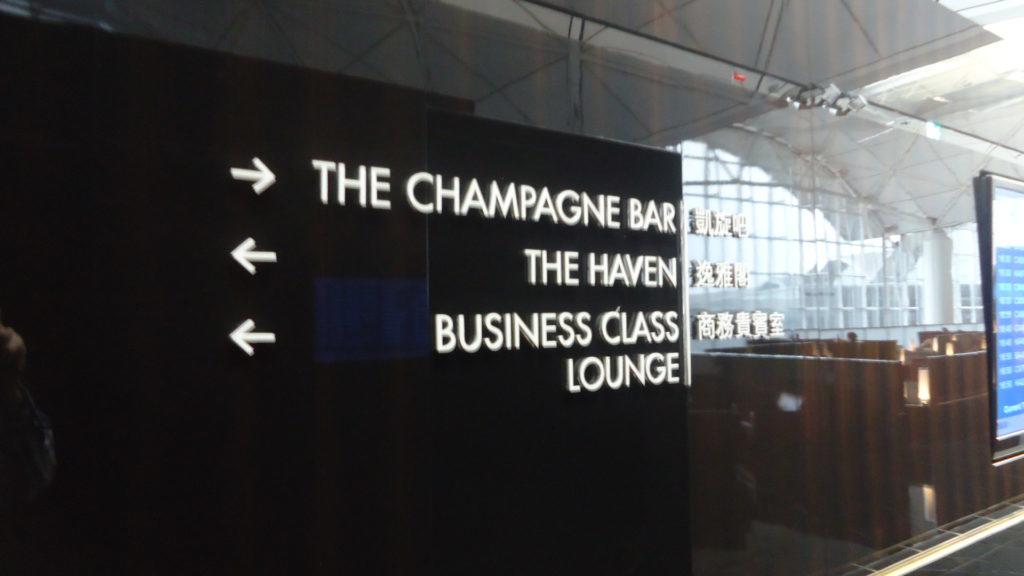 → THE CHAMPAGNE BAR 凱旋吧
← THE HAVEN 逸雅閣
← BUSINESS CLASS 商務貴賓室
LOUNGE